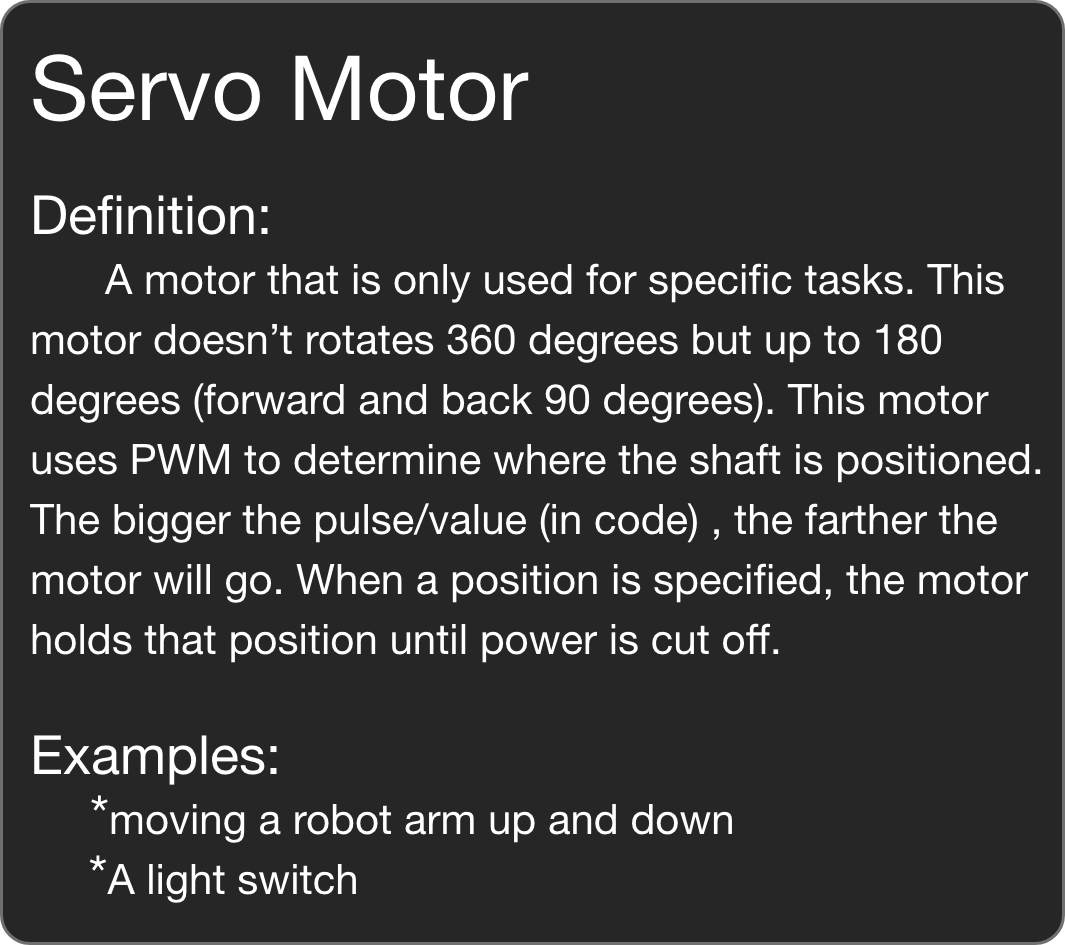 Servo Motor
Definition:
A motor that is only used for specific tasks. This
motor doesn’t rotates 360 degrees but up to 180
degrees (forward and back 90 degrees). This motor
uses PWM to determine where the shaft is positioned.
The bigger the pulse/value (in code) , the farther the
motor will go. When a position is specified, the motor
holds that position until power is cut off.
Examples:
*moving a robot arm up and down
*A light switch